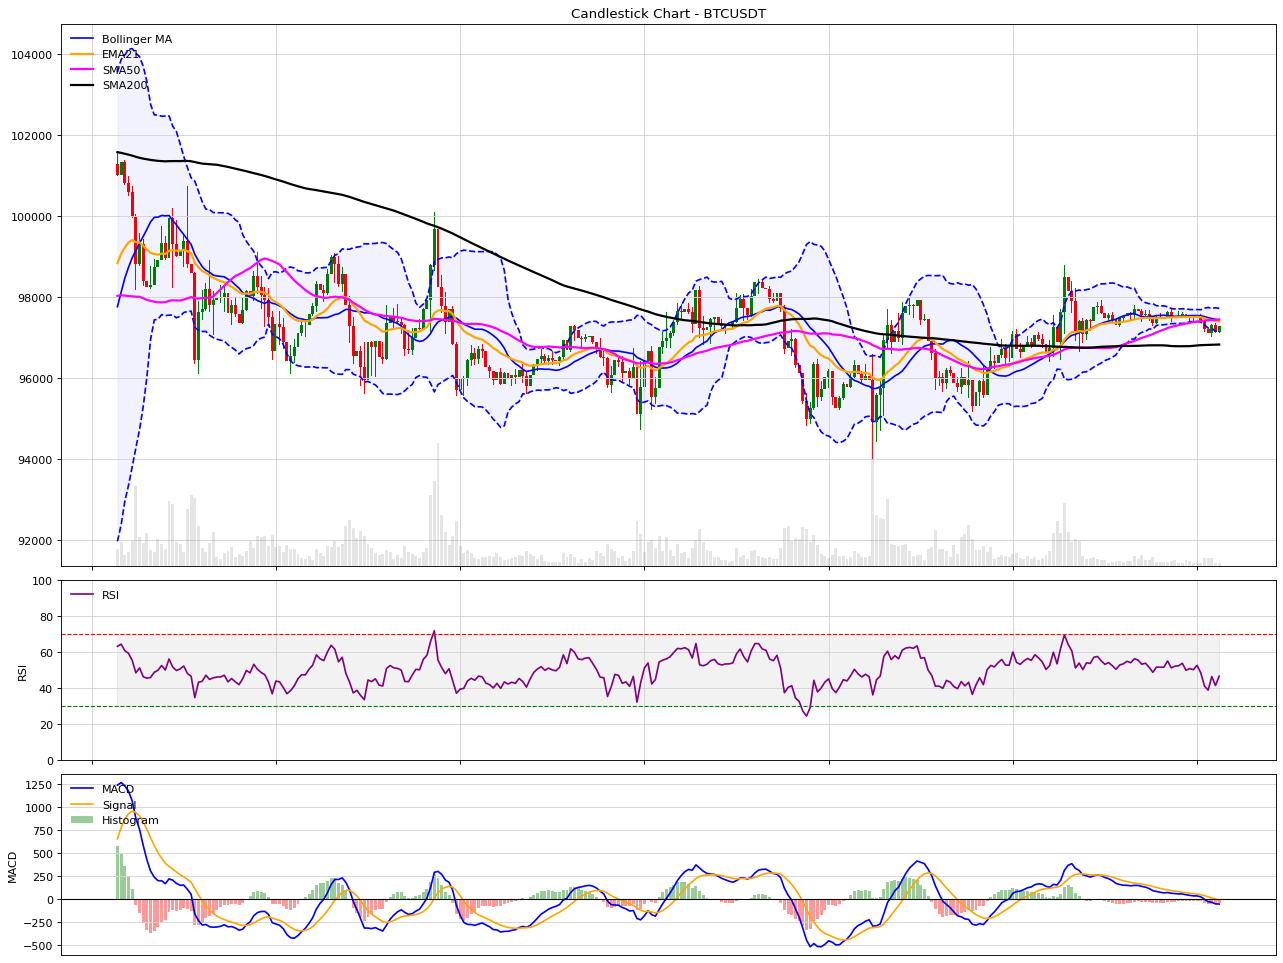 Candlestick Chart - BTCUSDT
Bollinger MA
EMA21
SMA50
SMA200
104000
102000
100000
98000
96000
94000
92000
RSI
100
80
60
40
20
0
RSI
MACD
Signal
Histogram
1250
1000
750
500
250
0
−250
−500
MACD